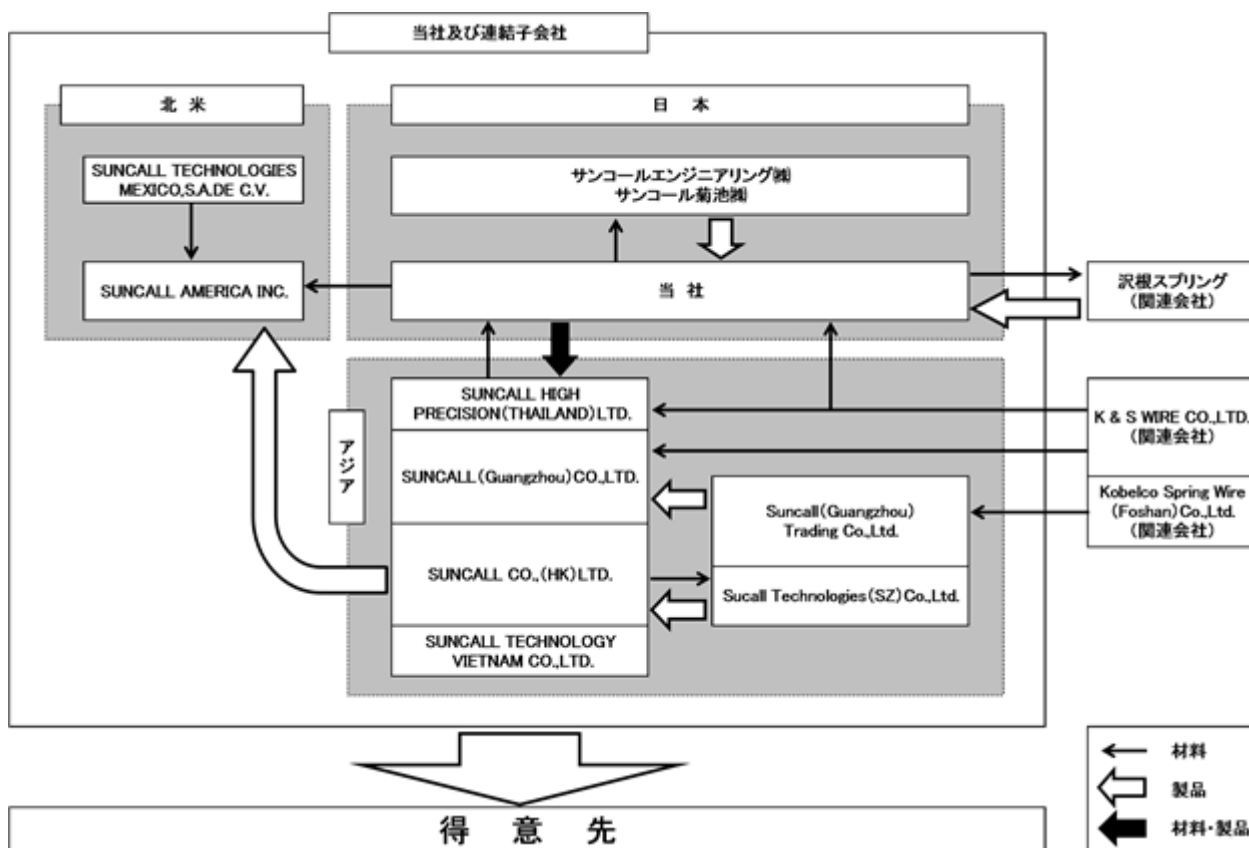 当社及び連結子会社
北 米
日 本
SUNCALL TECHNOLOGIES
MEXICO,S.A.DE C.V.
サンコールエンジニアリング㈱
サンコール菊池㈱
SUNCALL AMERICA INC.
当 社
沢根スプリング
(関連会社)
アジア
SUNCALL HIGH
PRECISION(THAILAND)LTD.
SUNCALL(Guangzhou)CO.,LTD.
SUNCALL CO.,(HK)LTD.
SUNCALL TECHNOLOGY
VIETNAM CO.,LTD.
Suncall(Guangzhou)
Trading Co.,Ltd.
Sucall Technologies(SZ)Co.,Ltd.
K & S WIRE CO.,LTD.
(関連会社)
Kobelco Spring Wire
(Foshan)Co.,Ltd.
(関連会社)
材料
製品
材料・製品
得 意 先